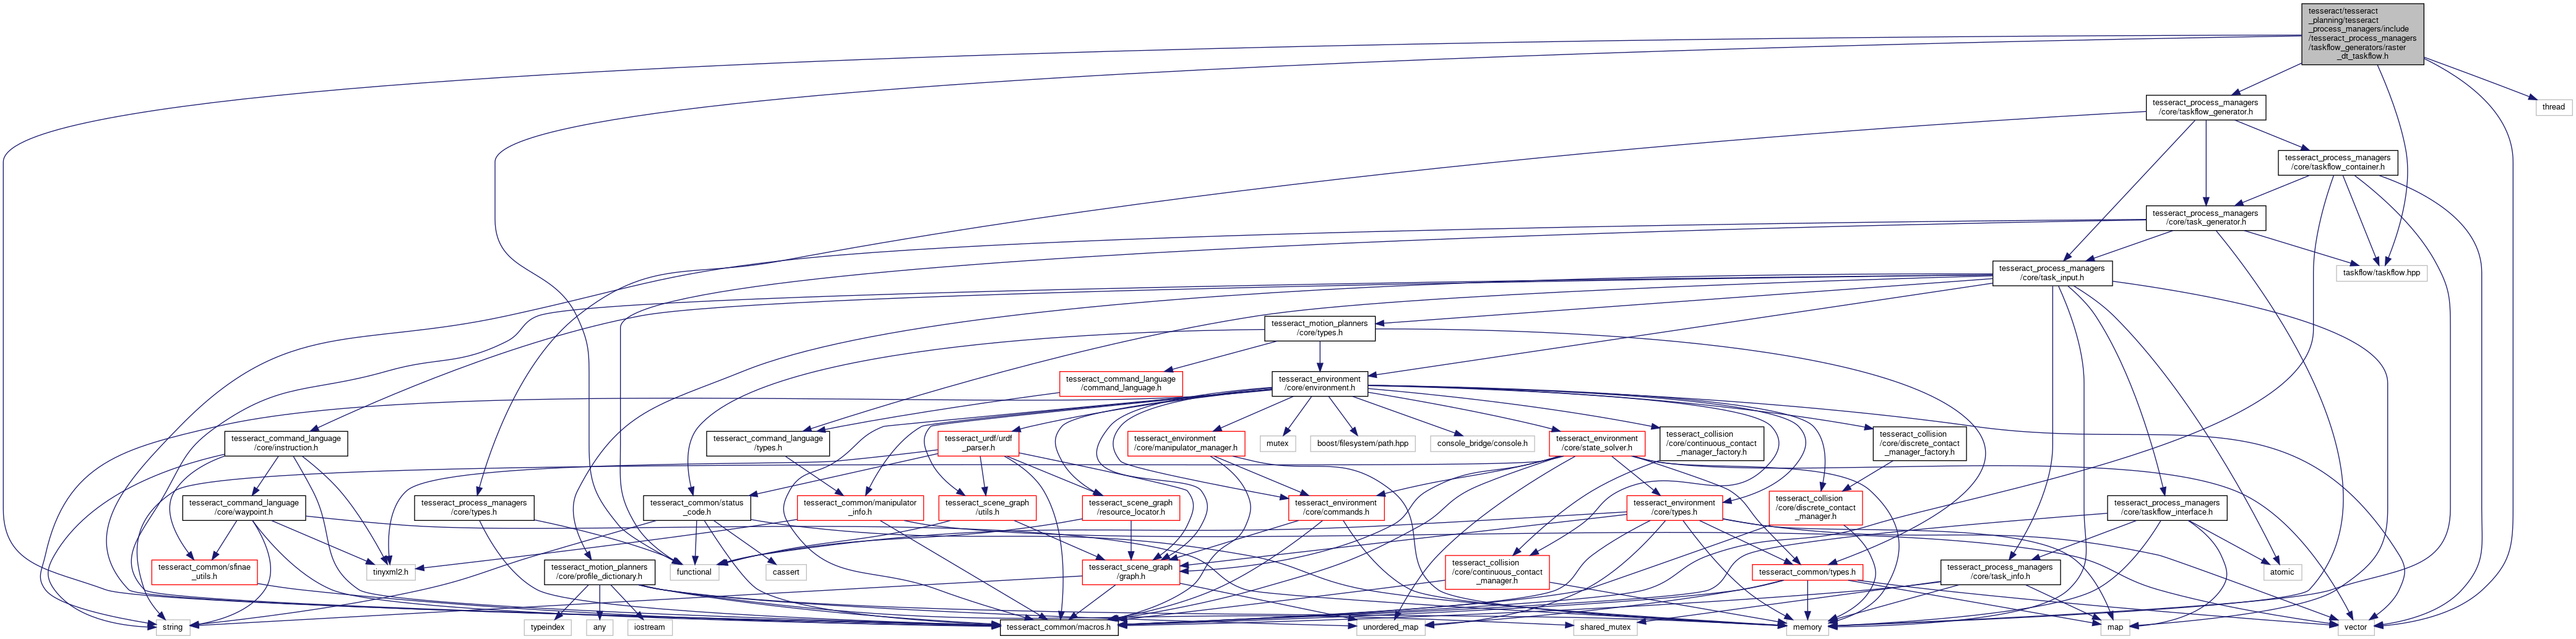 tesseract/tesseract
_planning/tesseract
_process_managers/include
/tesseract_process_managers
/taskflow_generators/raster
_dt_taskflow.h
tesseract_process_managers
/core/taskflow_generator.h
thread
tesseract_process_managers
/core/taskflow_container.h
tesseract_process_managers
/core/task_generator.h
tesseract_process_managers
/core/task_input.h
taskflow/taskflow.hpp
tesseract_motion_planners
/core/types.h
tesseract_command_language
/command_language.h
tesseract_environment
/core/environment.h
tesseract_command_language
/core/instruction.h
tesseract_command_language
/types.h
tesseract_urdf/urdf
_parser.h
tesseract_environment
/core/manipulator_manager.h
mutex
boost/filesystem/path.hpp
console_bridge/console.h
tesseract_environment
/core/state_solver.h
tesseract_collision
/core/continuous_contact
_manager_factory.h
tesseract_collision
/core/discrete_contact
_manager_factory.h
tesseract_command_language
/core/waypoint.h
tesseract_process_managers
/core/types.h
tesseract_common/status
_code.h
tesseract_common/manipulator
_info.h
tesseract_scene_graph
/utils.h
tesseract_scene_graph
/resource_locator.h
tesseract_environment
/core/commands.h
tesseract_environment
/core/types.h
tesseract_collision
/core/discrete_contact
_manager.h
tesseract_process_managers
/core/taskflow_interface.h
tesseract_common/sfinae
_utils.h
tinyxml2.h
tesseract_motion_planners
/core/profile_dictionary.h
functional
cassert
tesseract_scene_graph
/graph.h
tesseract_collision
/core/continuous_contact
_manager.h
tesseract_common/types.h
tesseract_process_managers
/core/task_info.h
atomic
string
typeindex
any
iostream
tesseract_common/macros.h
unordered_map
shared_mutex
memory
map
vector